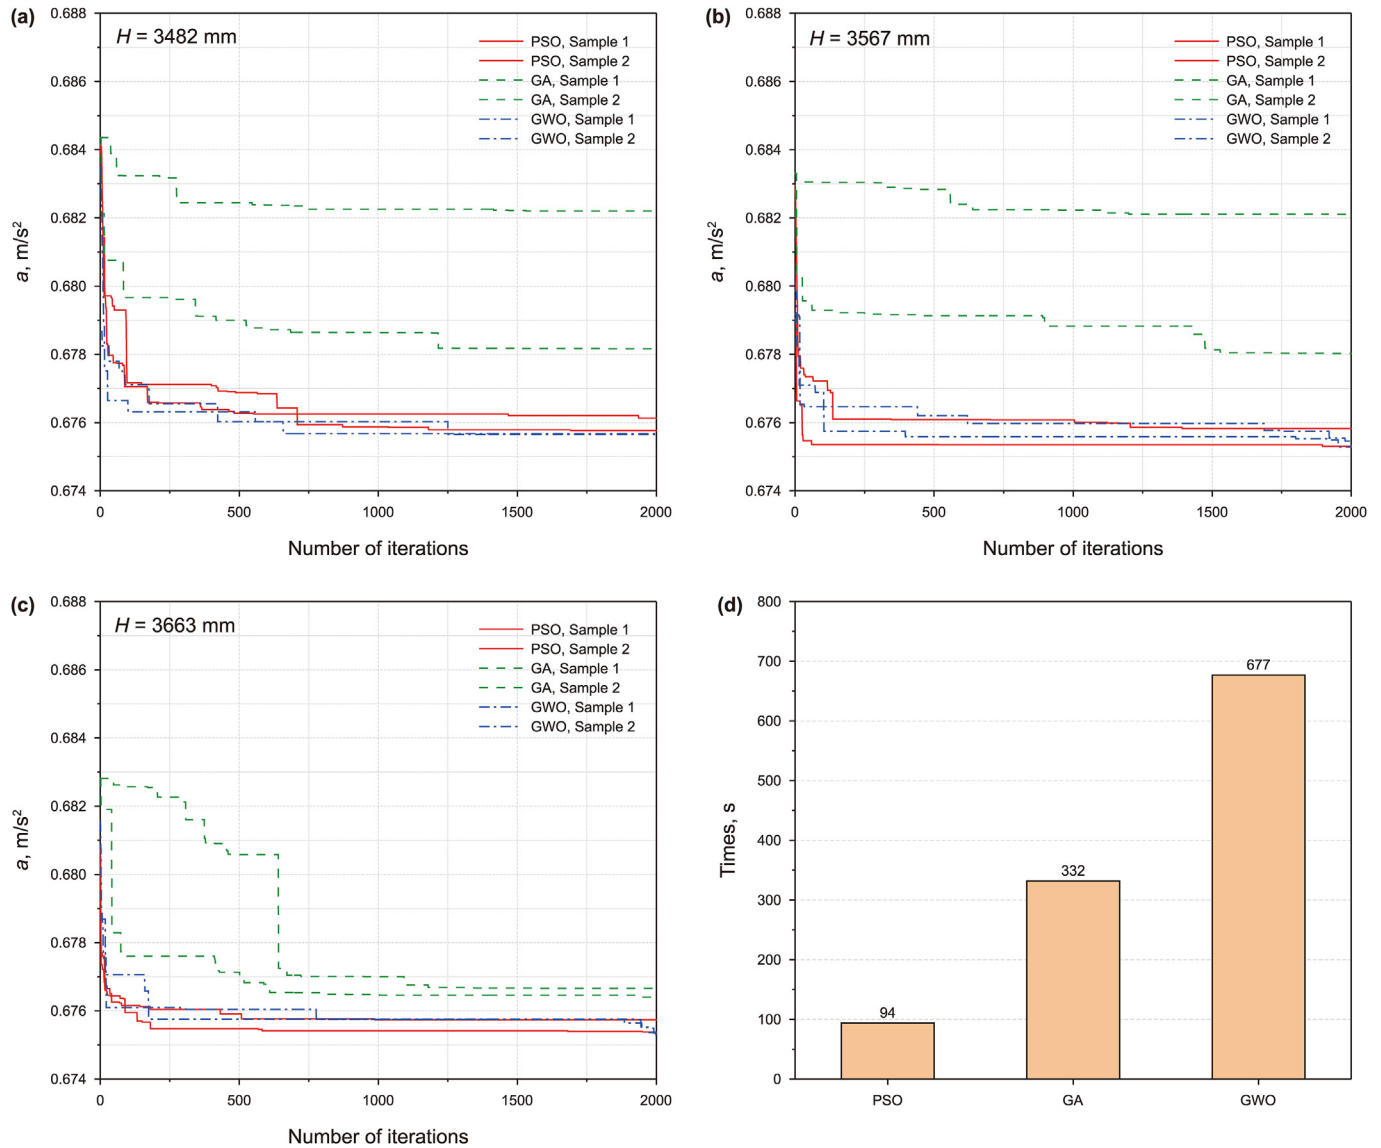 (a)
H = 3482 mm
PSO, Sample 1
PSO, Sample 2
GA, Sample 1
GA, Sample 2
GWO, Sample 1
GWO, Sample 2
0.688
0.686
0.684
0.682
0.680
0.678
0.676
0.674
a, m/s²
0 500 1000 1500 2000
Number of iterations
(b)
H = 3567 mm
PSO, Sample 1
PSO, Sample 2
GA, Sample 1
GA, Sample 2
GWO, Sample 1
GWO, Sample 2
0.688
0.686
0.684
0.682
0.680
0.678
0.676
0.674
a, m/s²
0 500 1000 1500 2000
Number of iterations
(c)
H = 3663 mm
PSO, Sample 1
PSO, Sample 2
GA, Sample 1
GA, Sample 2
GWO, Sample 1
GWO, Sample 2
0.688
0.686
0.684
0.682
0.680
0.678
0.676
0.674
a, m/s²
0 500 1000 1500 2000
Number of iterations
(d)
800
700
600
500
400
300
200
100
0
Times, s
94
332
677
PSO GA GWO